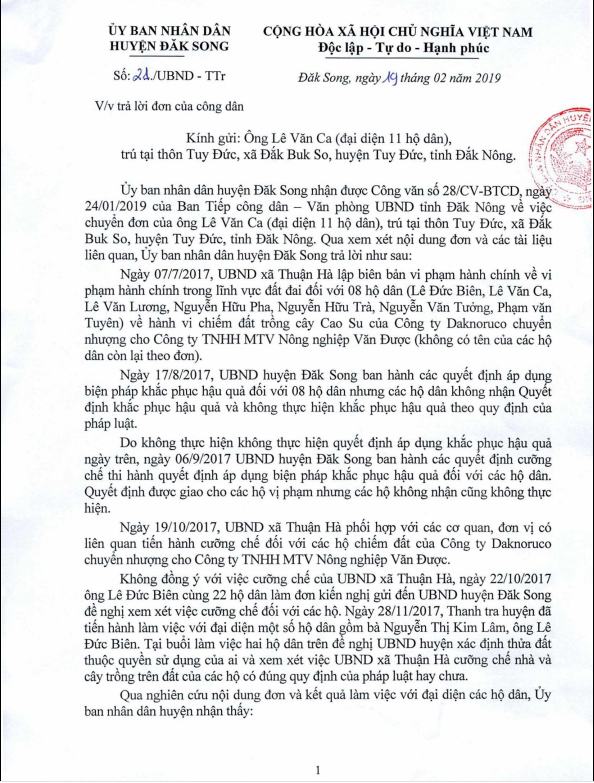 ỦY BAN NHÂN DÂN
HUYỆN ĐĂK SONG
CỘNG HÒA XÃ HỘI CHỦ NGHĨA VIỆT NAM
Độc lập - Tự do - Hạnh phúc
Số: 21./UBND - TTr
Đăk Song, ngày 19 tháng 02 năm 2019
V/v trả lời đơn của công dân
Kính gửi: Ông Lê Văn Ca (đại diện 11 hộ dân),
trú tại thôn Tuy Đức, xã Đắk Buk So, huyện Tuy Đức, tỉnh Đắk Nông.
Ủy ban nhân dân huyện Đăk Song nhận được Công văn số 28/CV-BTCD, ngày
24/01/2019 của Ban Tiếp công dân – Văn phòng UBND tỉnh Đăk Nông về việc
chuyển đơn của ông Lê Văn Ca (đại diện 11 hộ dân), trú tại thôn Tuy Đức, xã Đắk
Buk So, huyện Tuy Đức, tỉnh Đăk Nông. Qua xem xét nội dung đơn và các tài liệu
liên quan, Ủy ban nhân dân huyện Đăk Song trả lời như sau:
Ngày 07/7/2017, UBND xã Thuận Hà lập biên bản vi phạm hành chính về vi
phạm hành chính trong lĩnh vực đất đai đối với 08 hộ dân (Lê Đức Biên, Lê Văn Ca,
Lê Văn Lương, Nguyễn Hữu Pha, Nguyễn Hữu Trà, Nguyễn Văn Tưởng, Phạm văn
Tuyên) về hành vi chiếm đất trồng cây Cao Su của Công ty Daknoruco chuyển
nhượng cho Công ty TNHH MTV Nông nghiệp Văn Được (không có tên của các hộ
dân còn lại theo đơn).
Ngày 17/8/2017, UBND huyện Đăk Song ban hành các quyết định áp dụng
biện pháp khắc phục hậu quả đối với 08 hộ dân nhưng các hộ dân không nhận Quyết
định khắc phục hậu quả và không thực hiện khắc phục hậu quả theo quy định của
pháp luật.
Do không thực hiện không thực hiện quyết định áp dụng khắc phục hậu quả
ngày trên, ngày 06/9/2017 UBND huyện Đăk Song ban hành các quyết định cưỡng
chế thi hành quyết định áp dụng biện pháp khắc phục hậu quả đối với các hộ dân.
Quyết định được giao cho các hộ vị phạm nhưng các hộ không nhận cũng không thực
hiện.
Ngày 19/10/2017, UBND xã Thuận Hà phối hợp với các cơ quan, đơn vị có
liên quan tiến hành cưỡng chế đối với các hộ chiếm đất của Công ty Daknoruco
chuyển nhượng cho Công ty TNHH MTV Nông nghiệp Văn Được.
Không đồng ý với việc cưỡng chế của UBND xã Thuận Hà, ngày 22/10/2017
ông Lê Đức Biên cùng 22 hộ dân làm đơn kiến nghị gửi đến UBND huyện Đăk Song
đề nghị xem xét việc cưỡng chế đối với các hộ. Ngày 28/11/2017, Thanh tra huyện đã
tiến hành làm việc với đại diện một số hộ dân gồm bà Nguyễn Thị Kim Lâm, ông Lê
Đức Biên. Tại buổi làm việc hai hộ dân trên đề nghị UBND huyện xác định thửa đất
thuộc quyền sử dụng của ai và xem xét việc UBND xã Thuận Hà cưỡng chế nhà và
cây trồng trên đất của các hộ có đúng quy định của pháp luật hay chưa.
Qua nghiên cứu nội dung đơn và kết quả làm việc với đại diện các hộ dân, Ủy
ban nhân dân huyện nhận thấy:
1